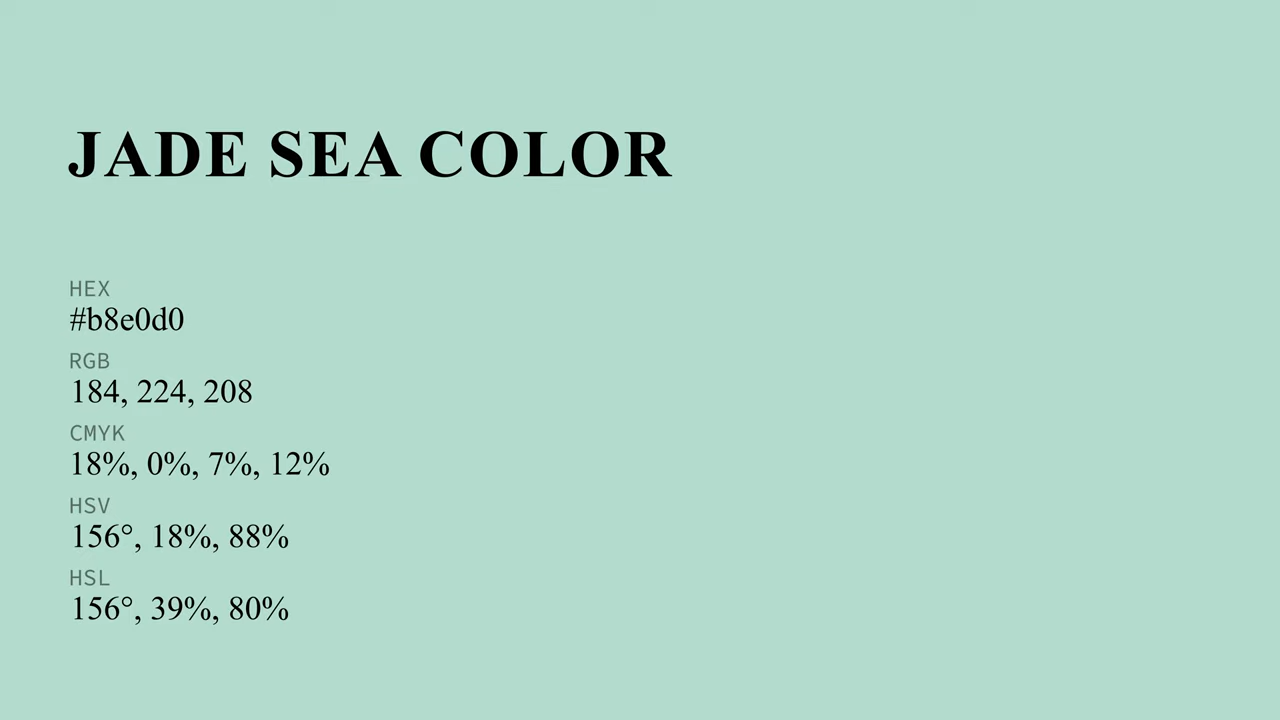 JADE SEA COLOR
HEX
#b8e0d0
RGB
184, 224, 208
CMYK
18%, 0%, 7%, 12%
HSV
156°, 18%, 88%
HSL
156°, 39%, 80%